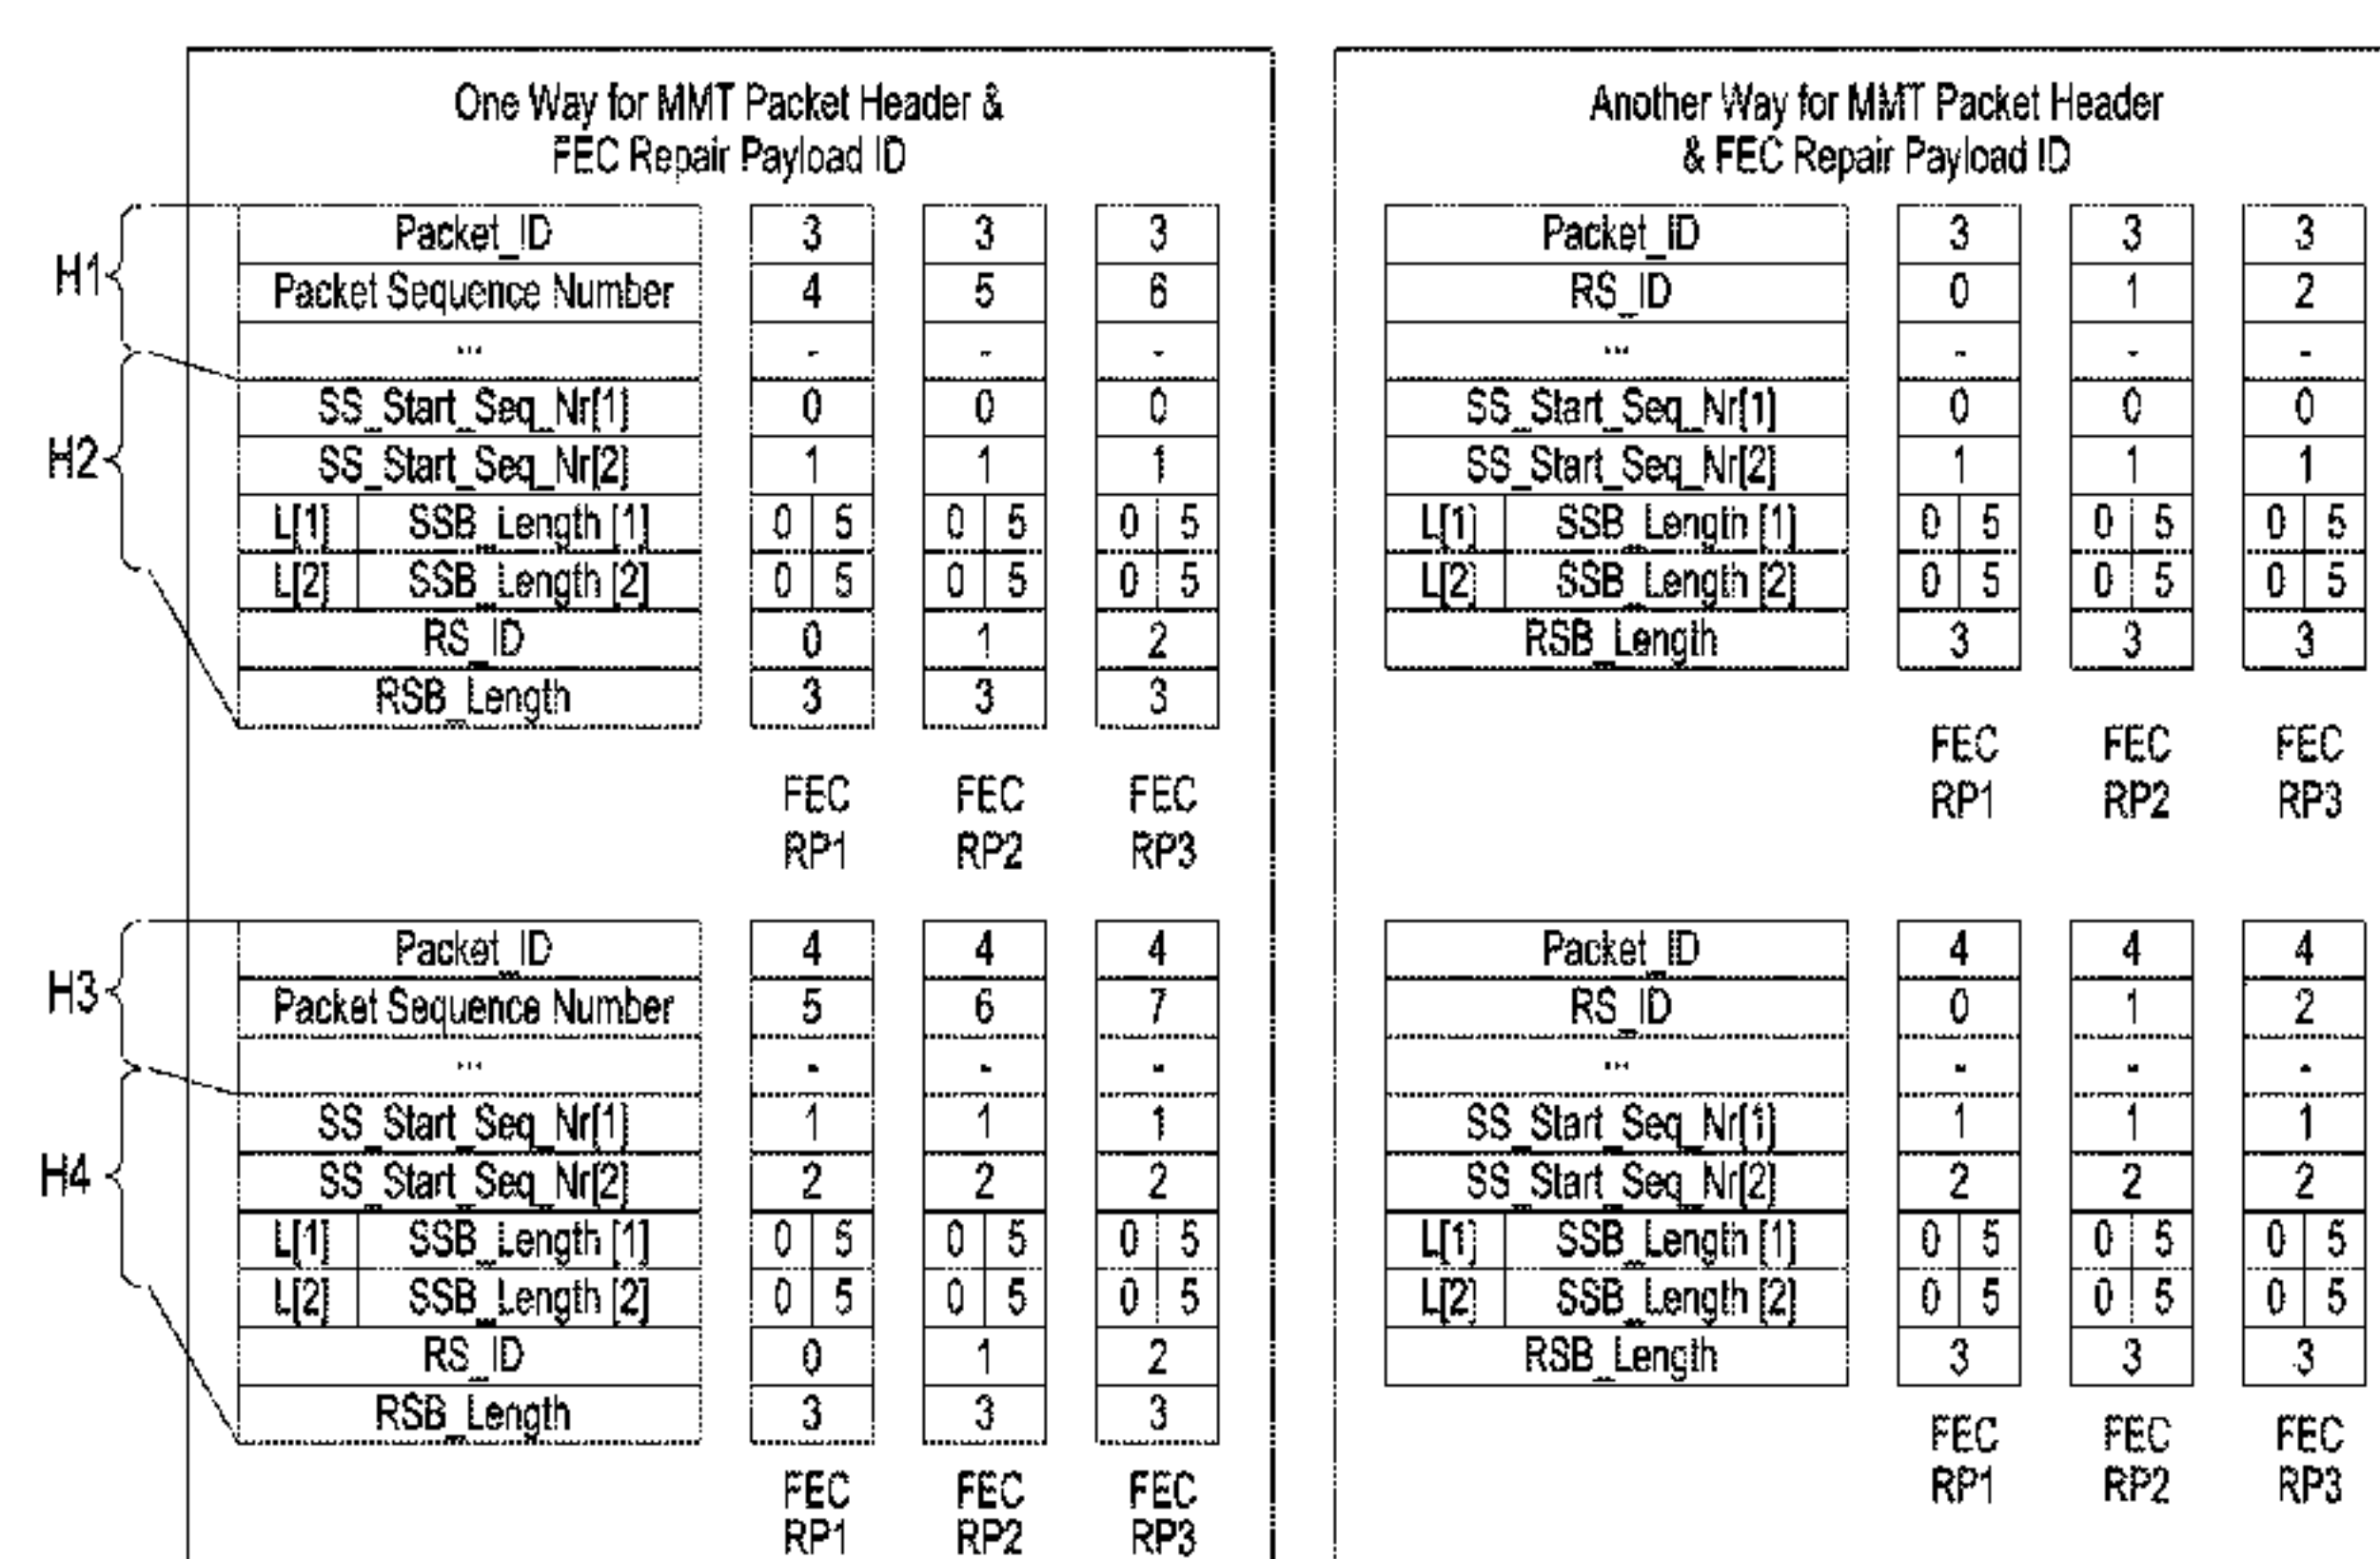 One Way for MMT Packet Header &
FEC Repair Payload ID
H1
Packet_ID 3 3 3
Packet Sequence Number 4 5 6
... - - -
H2
SS_Start_Seq_Nr[1] 0 0 0
SS_Start_Seq_Nr[2] 1 1 1
L[1] SSB_Length [1] 0 5 0 5 0 5
L[2] SSB_Length [2] 0 5 0 5 0 5
RS_ID 0 1 2
RSB_Length 3 3 3
FEC FEC FEC
RP1 RP2 RP3
H3
Packet_ID 4 4 4
Packet Sequence Number 5 6 7
... - - -
H4
SS_Start_Seq_Nr[1] 1 1 1
SS_Start_Seq_Nr[2] 2 2 2
L[1] SSB_Length [1] 0 5 0 5 0 5
L[2] SSB_Length [2] 0 5 0 5 0 5
RS_ID 0 1 2
RSB_Length 3 3 3
FEC FEC FEC
RP1 RP2 RP3
Another Way for MMT Packet Header
& FEC Repair Payload ID
Packet_ID 3 3 3
RS_ID 0 1 2
... - - -
SS_Start_Seq_Nr[1] 0 0 0
SS_Start_Seq_Nr[2] 1 1 1
L[1] SSB_Length [1] 0 5 0 5 0 5
L[2] SSB_Length [2] 0 5 0 5 0 5
RSB_Length 3 3 3
FEC FEC FEC
RP1 RP2 RP3
Packet_ID 4 4 4
RS_ID 0 1 2
... - - -
SS_Start_Seq_Nr[1] 1 1 1
SS_Start_Seq_Nr[2] 2 2 2
L[1] SSB_Length [1] 0 5 0 5 0 5
L[2] SSB_Length [2] 0 5 0 5 0 5
RSB_Length 3 3 3
FEC FEC FEC
RP1 RP2 RP3